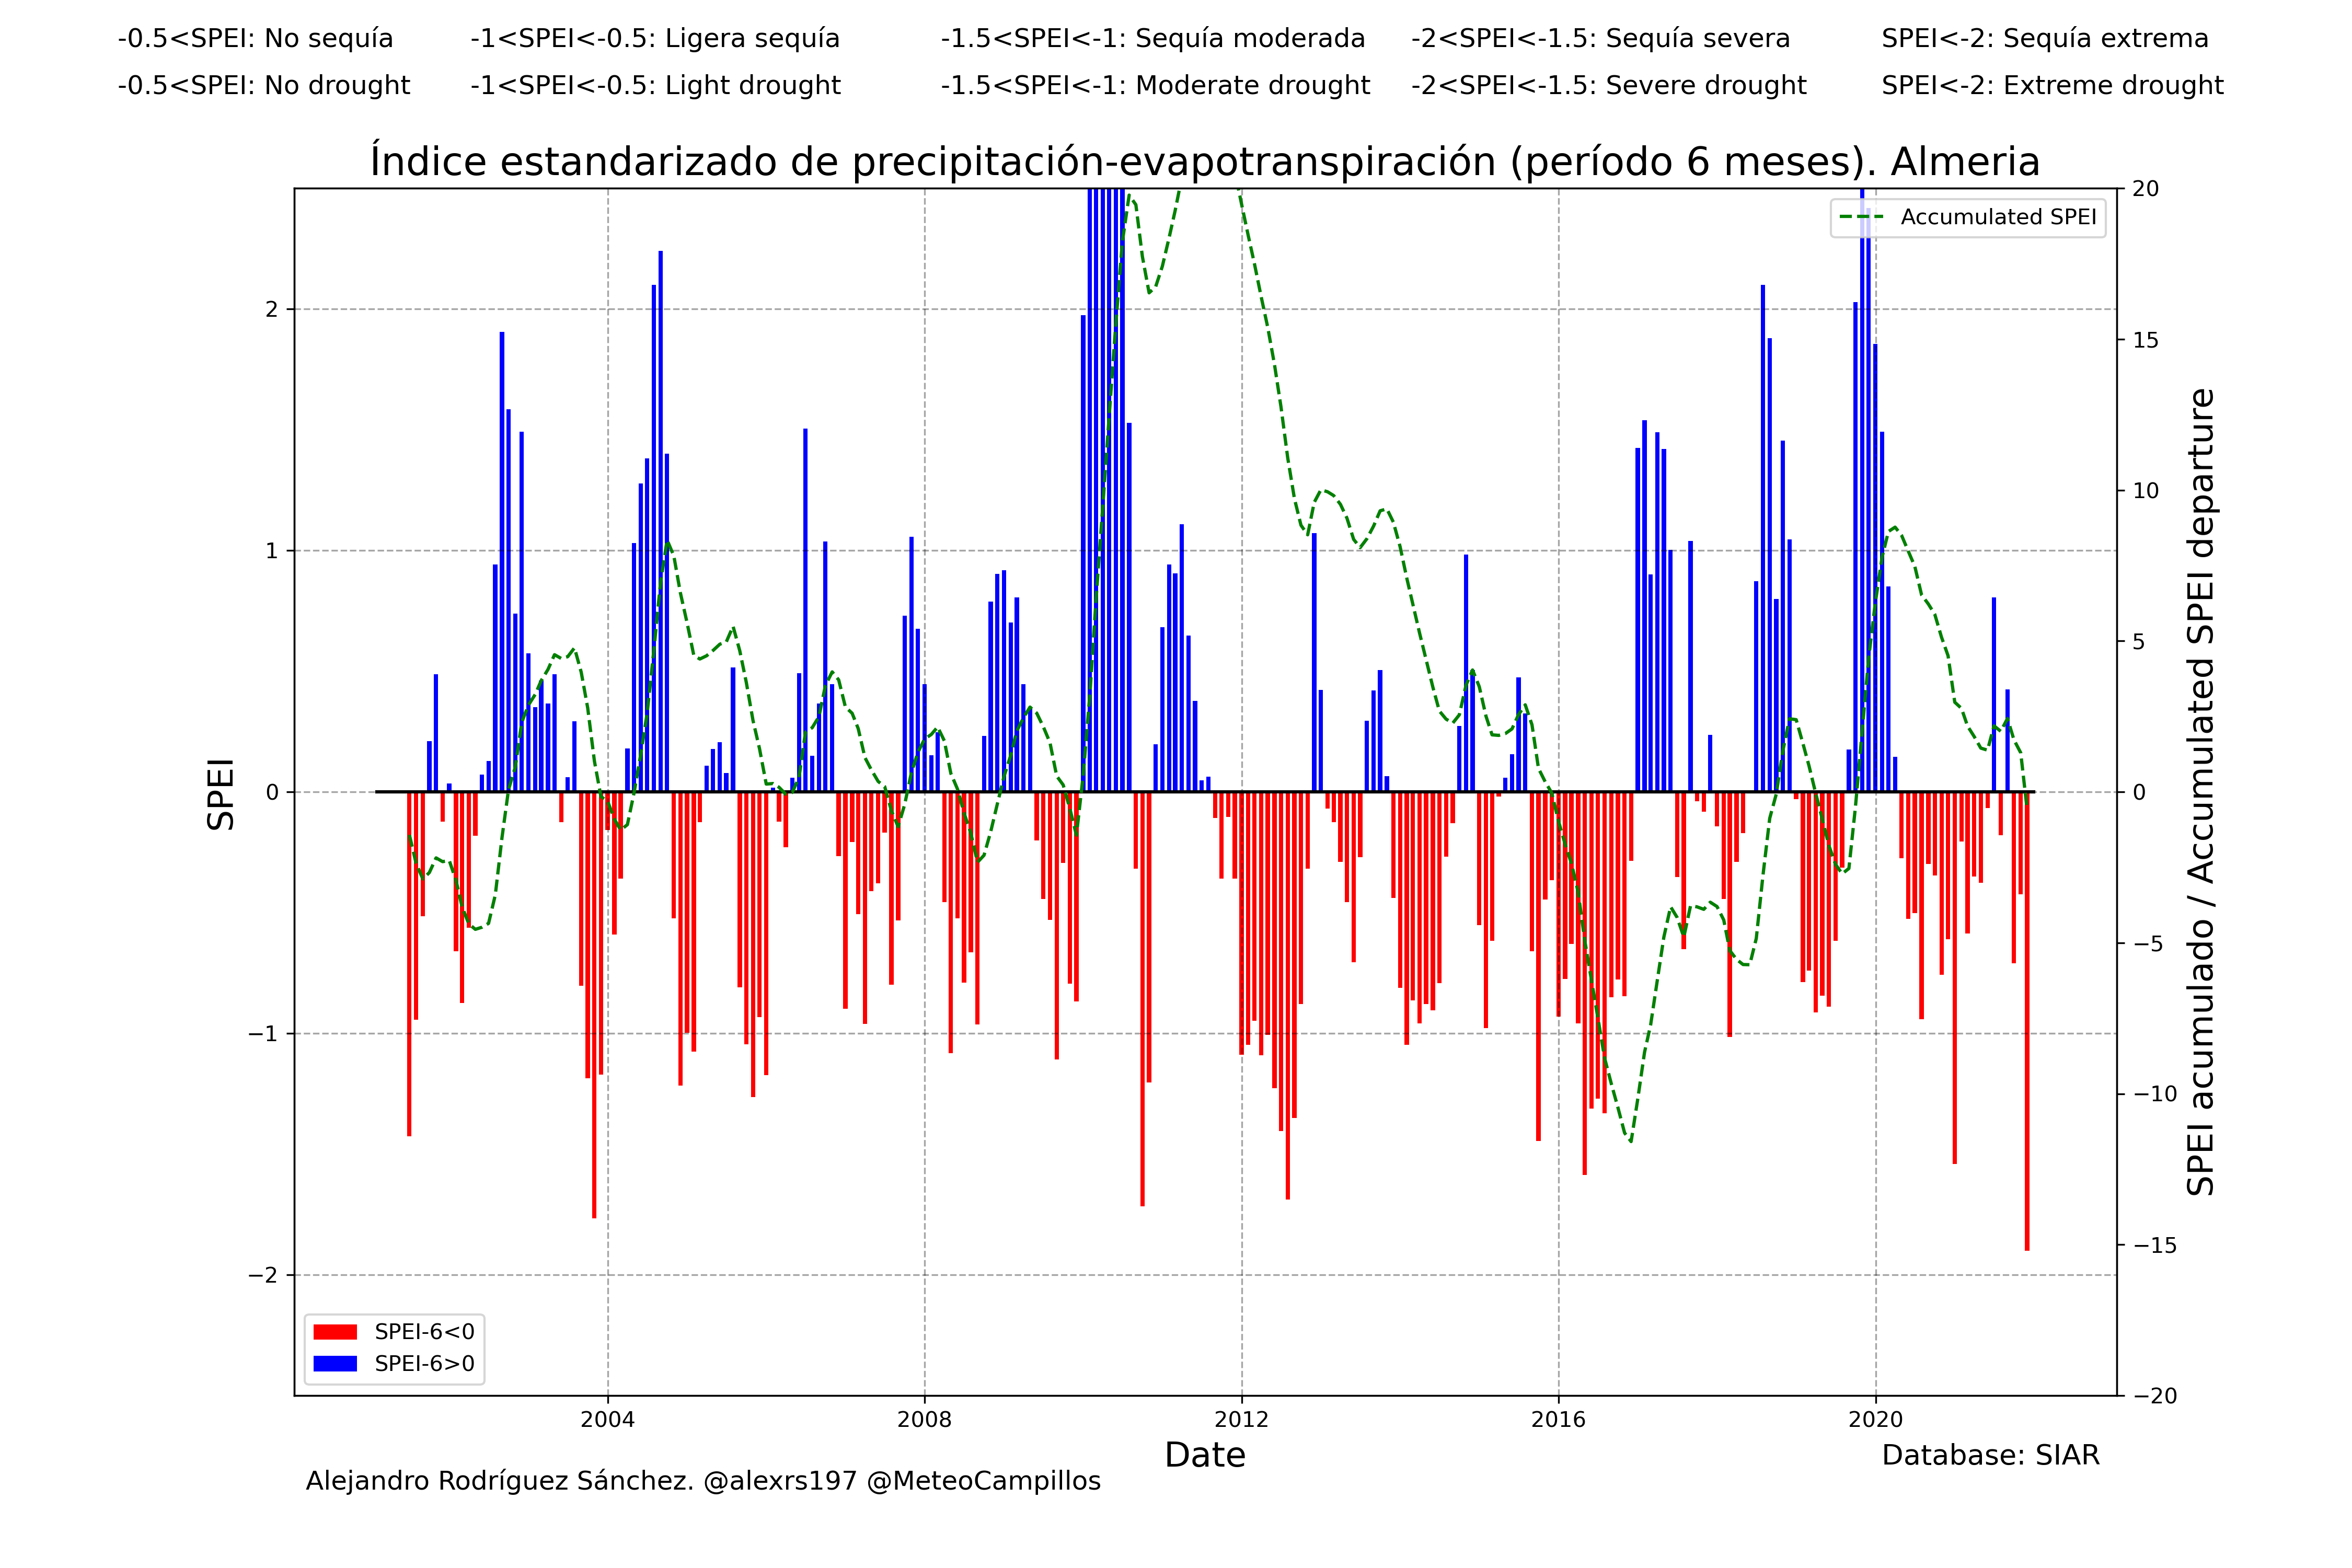 -0.5<SPEI: No sequía -1<SPEI<-0.5: Ligera sequía -1.5<SPEI<-1: Sequía moderada -2<SPEI<-1.5: Sequía severa SPEI<-2: Sequía extrema
-0.5<SPEI: No drought -1<SPEI<-0.5: Light drought -1.5<SPEI<-1: Moderate drought -2<SPEI<-1.5: Severe drought SPEI<-2: Extreme drought
Índice estandarizado de precipitación-evapotranspiración (período 6 meses). Almeria
Accumulated SPEI
SPEI
2
1
0
−1
−2
20
15
10
5
0
−5
−10
−15
−20
SPEI acumulado / Accumulated SPEI departure
SPEI-6<0
SPEI-6>0
2004 2008 2012 2016 2020
Date
Database: SIAR
Alejandro Rodríguez Sánchez. @alexrs197 @MeteoCampillos